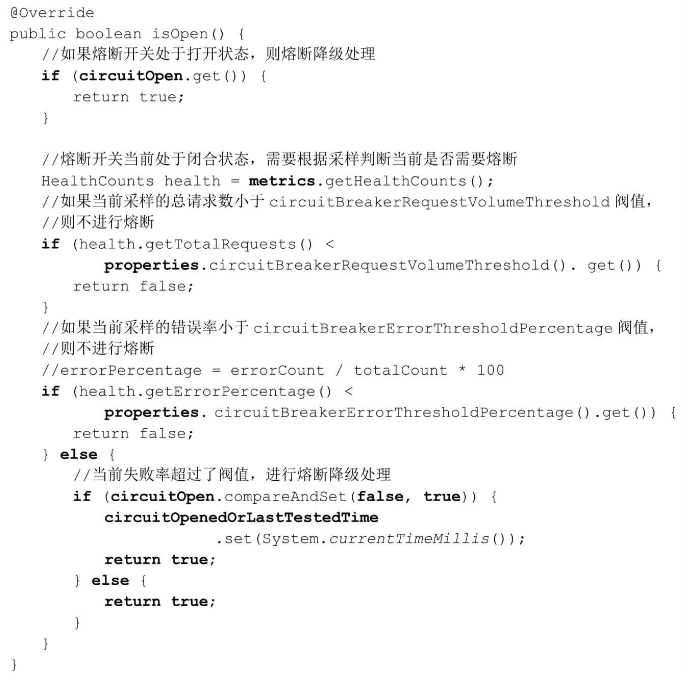 @Override
public boolean isOpen() {
//如果熔断开关处于打开状态，则熔断降级处理
if (circuitOpen.get()) {
return true;
}
//熔断开关当前处于闭合状态，需要根据采样判断当前是否需要熔断
HealthCounts health = metrics.getHealthCounts();
//如果当前采样的总请求数小于 circuitBreakerRequestVolumeThreshold 阀值，
//则不进行熔断
if (health.getTotalRequests() <
properties.circuitBreakerRequestVolumeThreshold(). get()) {
return false;
}
//如果当前采样的错误率小于 circuitBreakerErrorThresholdPercentage 阀值，
//则不进行熔断
//errorPercentage = errorCount / totalCount * 100
if (health.getErrorPercentage() <
properties. circuitBreakerErrorThresholdPercentage().get()) {
return false;
} else {
//当前失败率超过了阀值，进行熔断降级处理
if (circuitOpen.compareAndSet(false, true)) {
circuitOpenedOrLastTestedTime
.set(System.currentTimeMillis());
return true;
} else {
return true;
}
}
}